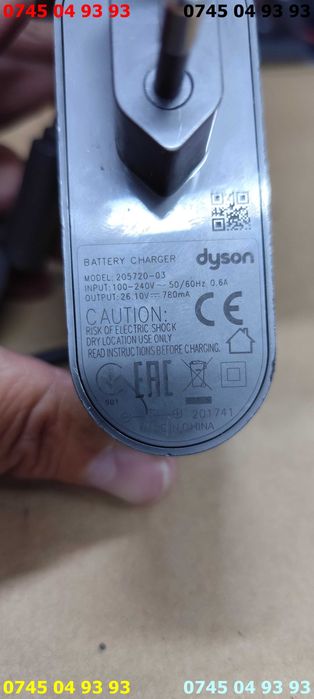 0745 04 93 93 0745 04 93 93
BATTERY CHARGER dyson
MODEL: 205720-03
INPUT: 100-240V ~ 50/60Hz 0.6A
OUTPUT: 26.10V ⎓ 780mA
CAUTION: CE
RISK OF ELECTRIC SHOCK
DRY LOCATION USE ONLY
READ INSTRUCTIONS BEFORE CHARGING.
EAC
201741
IN CHINA
0745 04 93 93 0745 04 93 93